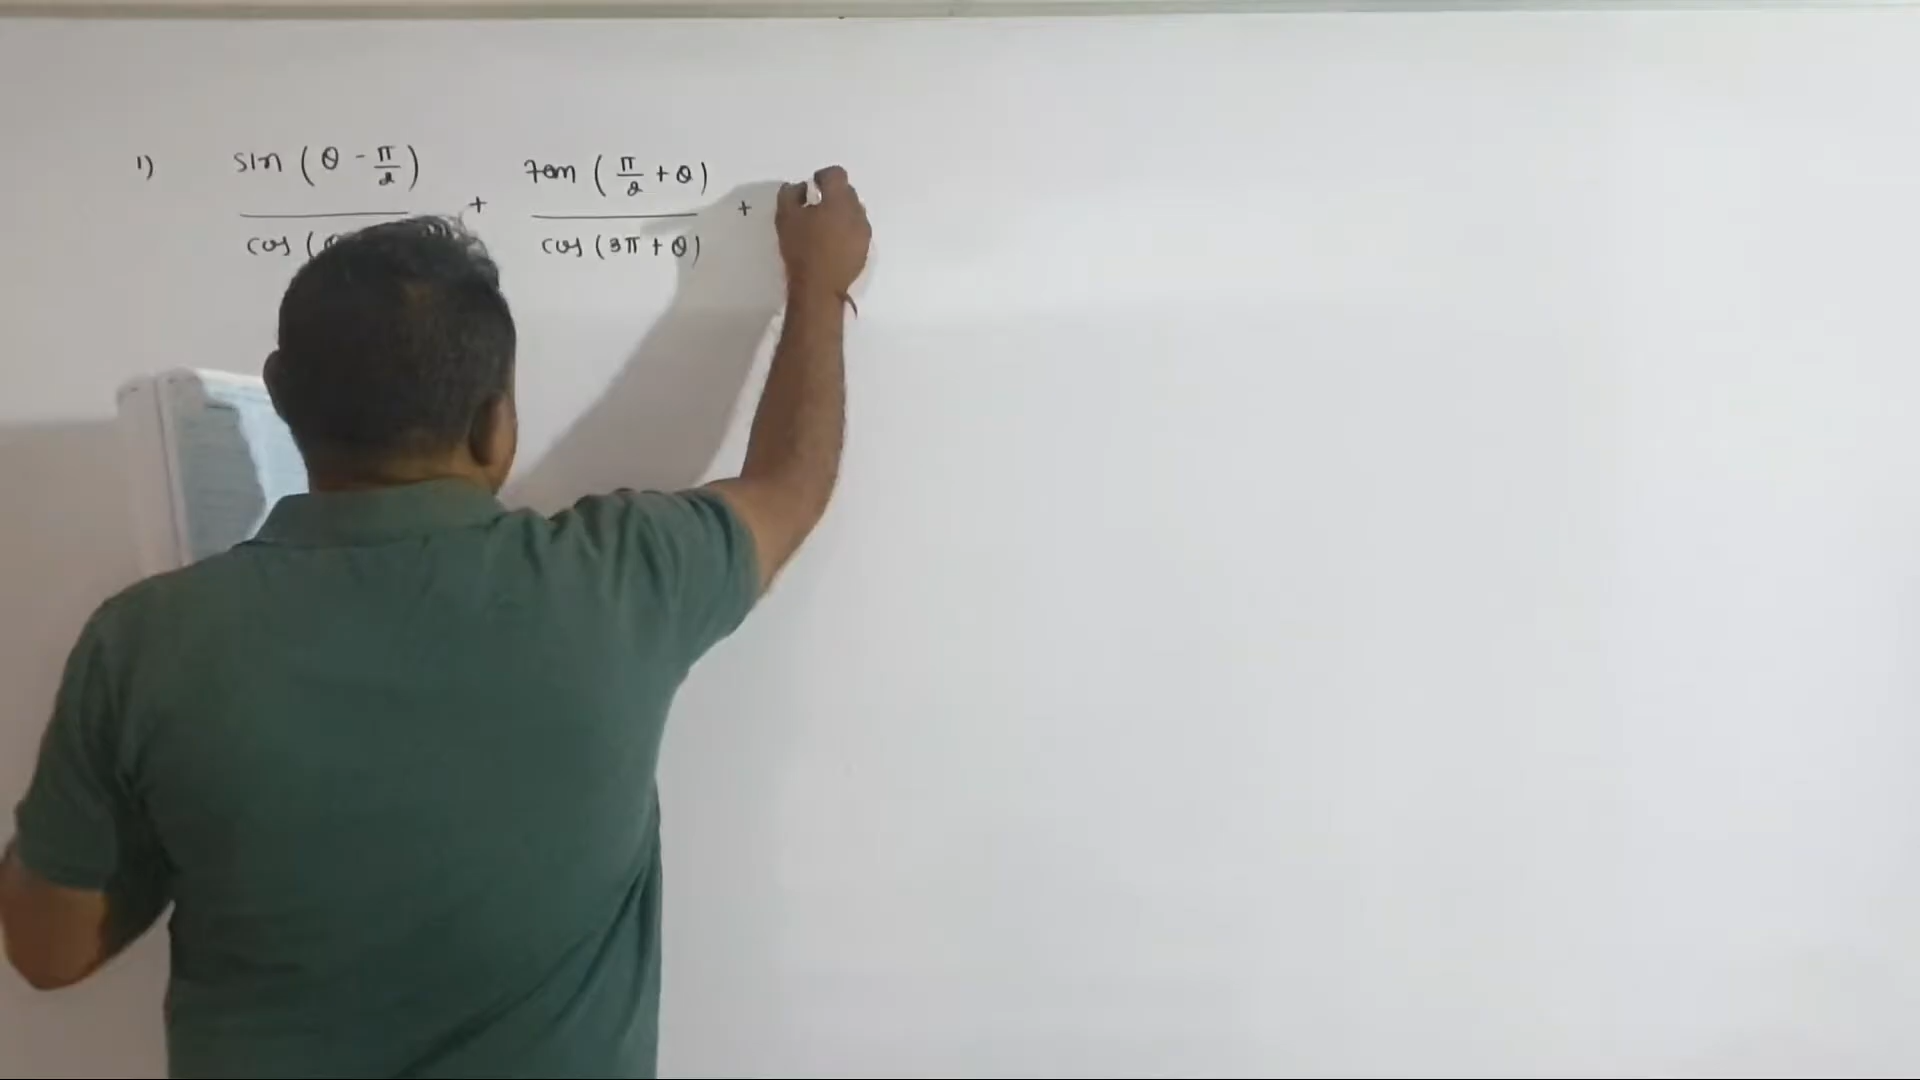 1) sin (θ - π/2) / cos ( + tan (π/2 + θ) / cos (3π + θ) +